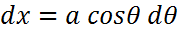 dx = a cosθ dθ